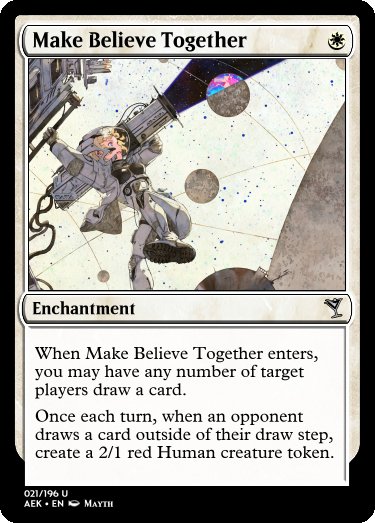 Make Believe Together
Enchantment
When Make Believe Together enters,
you may have any number of target
players draw a card.
Once each turn, when an opponent
draws a card outside of their draw step,
create a 2/1 red Human creature token.
021/196 U
AEK • EN Mayth